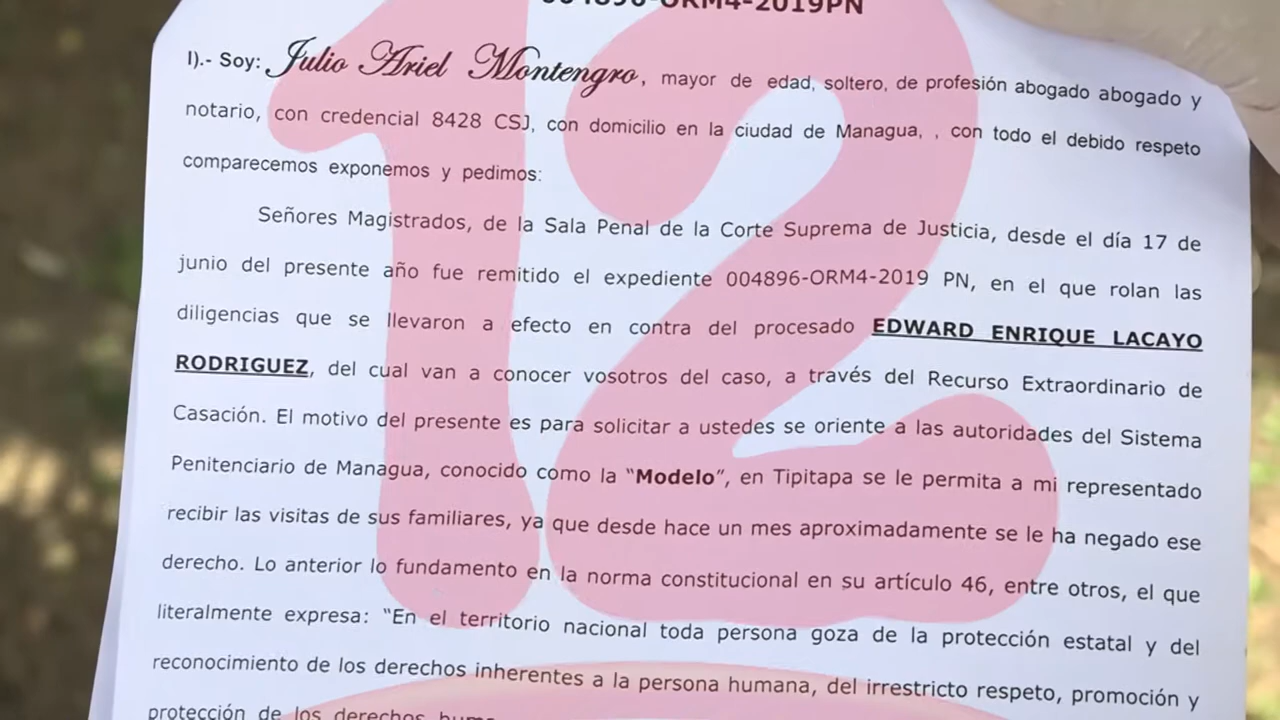 004896-ORM4-2019PN
I).- Soy: Julio Ariel Montengro, mayor de edad, soltero, de profesión abogado abogado y
notario, con credencial 8428 CSJ, con domicilio en la ciudad de Managua, , con todo el debido respeto
comparecemos exponemos y pedimos:
Señores Magistrados, de la Sala Penal de la Corte Suprema de Justicia, desde el día 17 de
junio del presente año fue remitido el expediente 004896-ORM4-2019 PN, en el que rolan las
diligencias que se llevaron a efecto en contra del procesado EDWARD ENRIQUE LACAYO
RODRIGUEZ, del cual van a conocer vosotros del caso, a través del Recurso Extraordinario de
Casación. El motivo del presente es para solicitar a ustedes se oriente a las autoridades del Sistema
Penitenciario de Managua, conocido como la “Modelo”, en Tipitapa se le permita a mi representado
recibir las visitas de sus familiares, ya que desde hace un mes aproximadamente se le ha negado ese
derecho. Lo anterior lo fundamento en la norma constitucional en su artículo 46, entre otros, el que
literalmente expresa: “En el territorio nacional toda persona goza de la protección estatal y del
reconocimiento de los derechos inherentes a la persona humana, del irrestricto respeto, promoción y
protección de los derechos
12